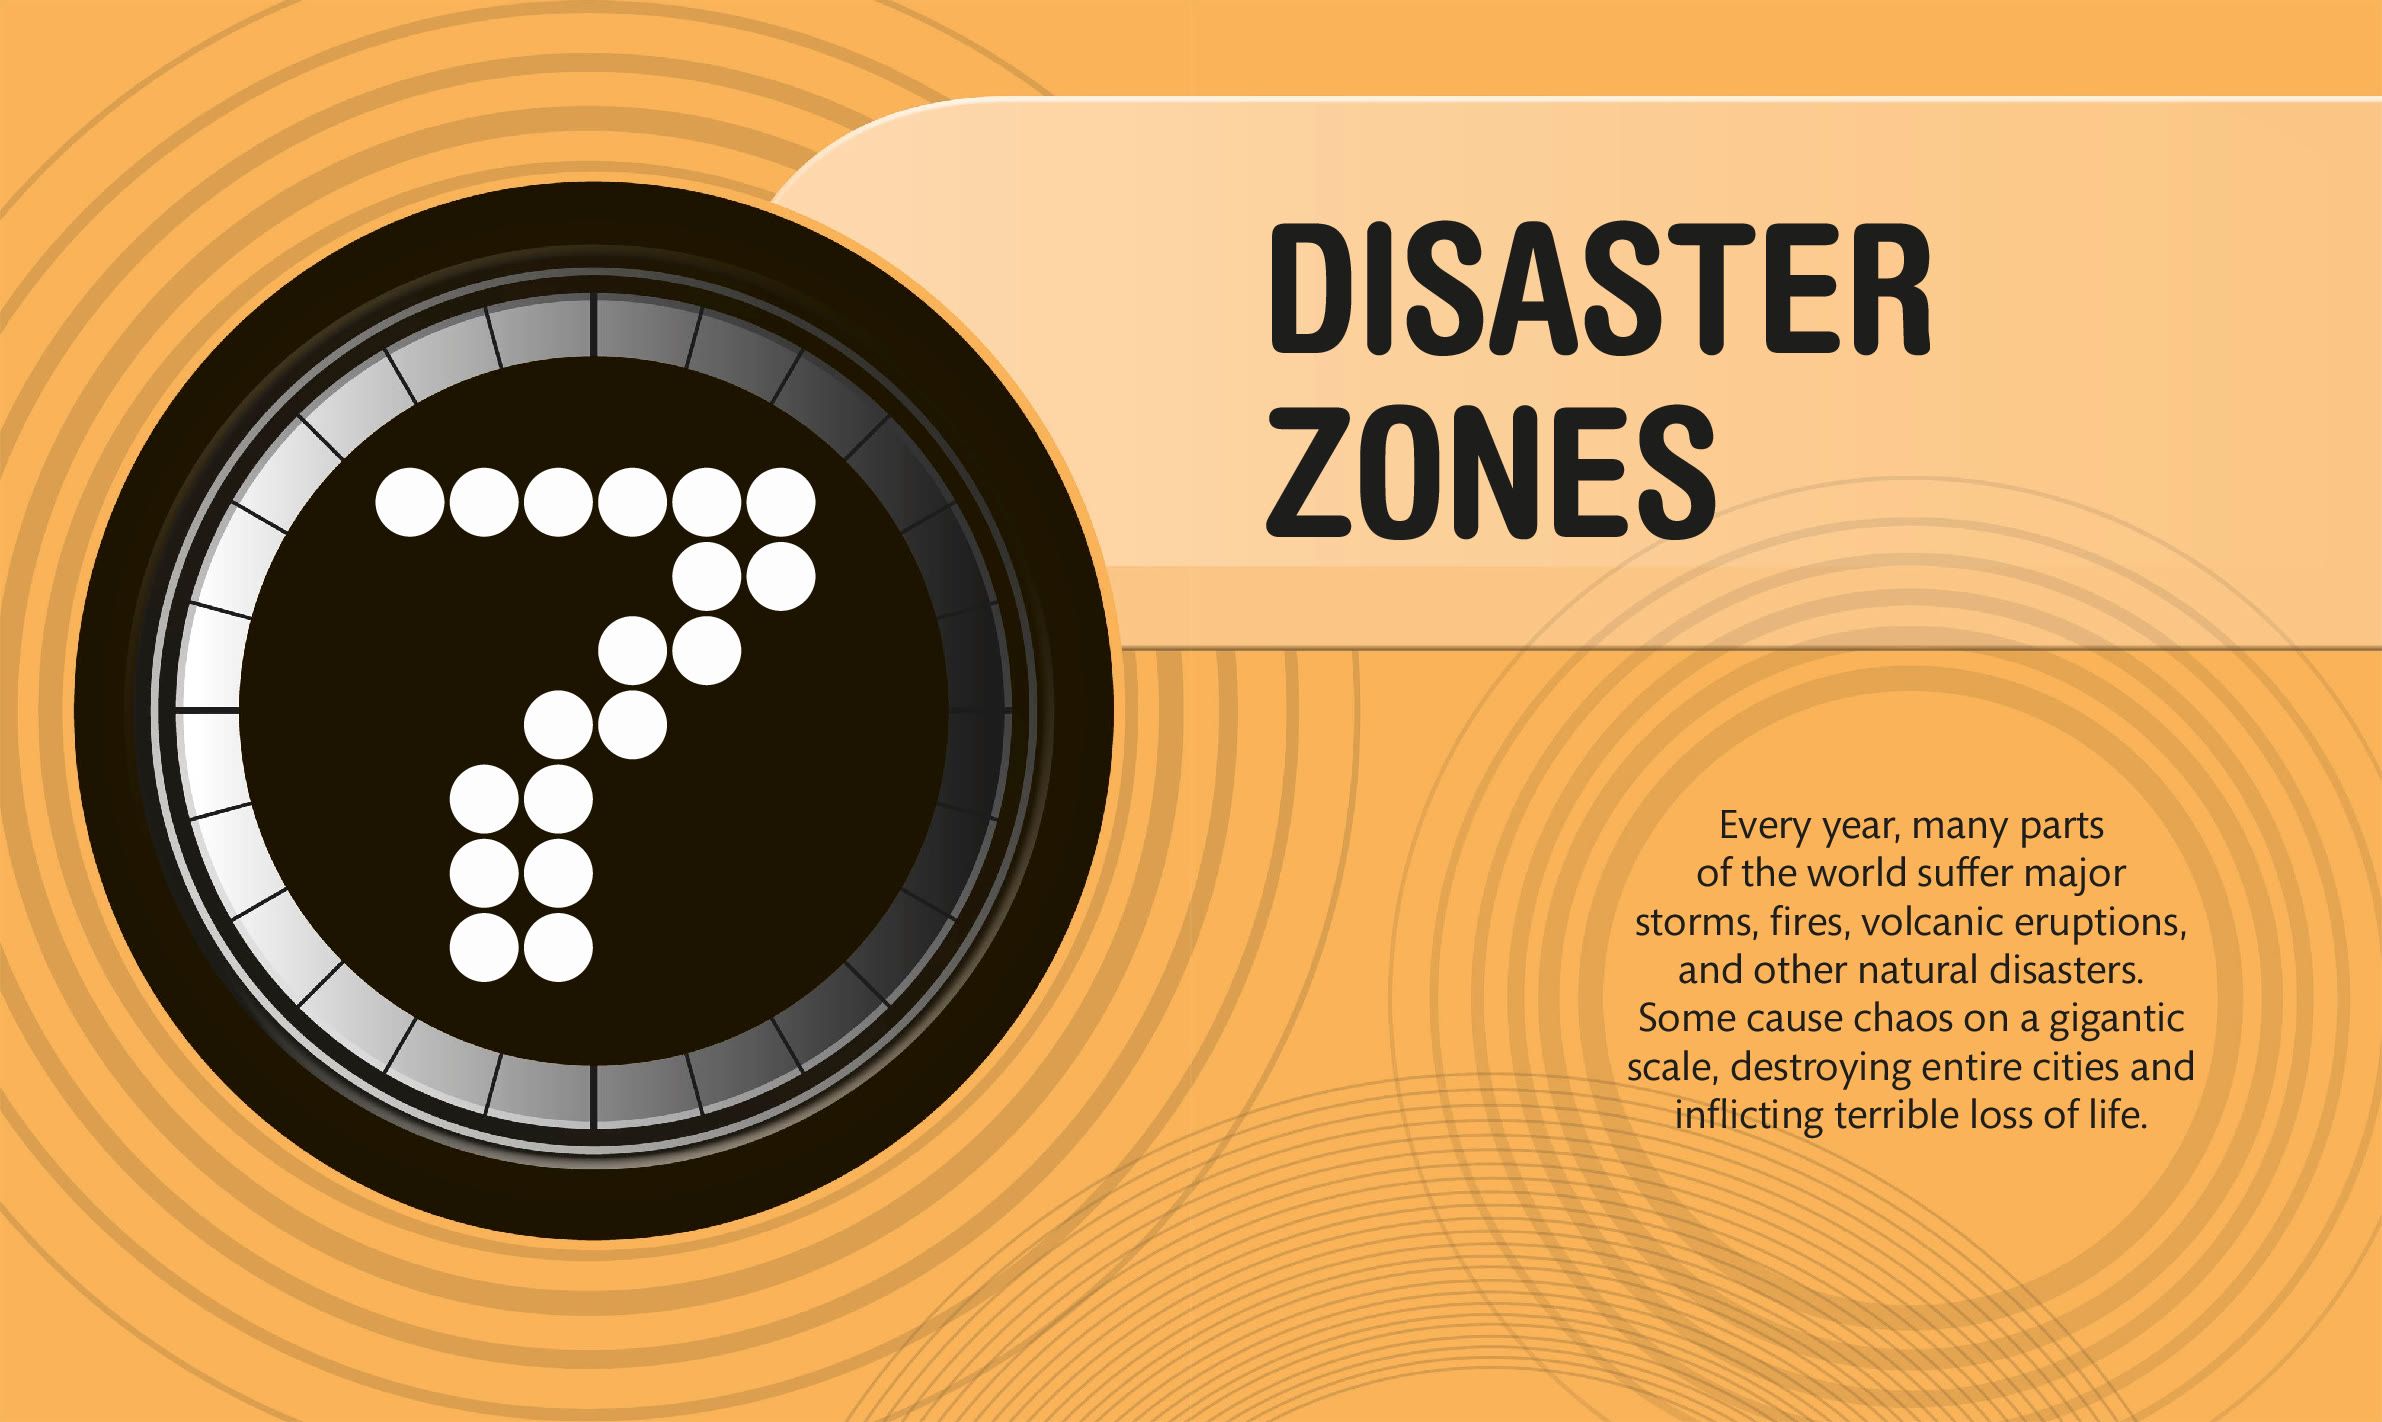 7
DISASTER
ZONES
Every year, many parts
of the world suffer major
storms, fires, volcanic eruptions,
and other natural disasters.
Some cause chaos on a gigantic
scale, destroying entire cities and
inflicting terrible loss of life.